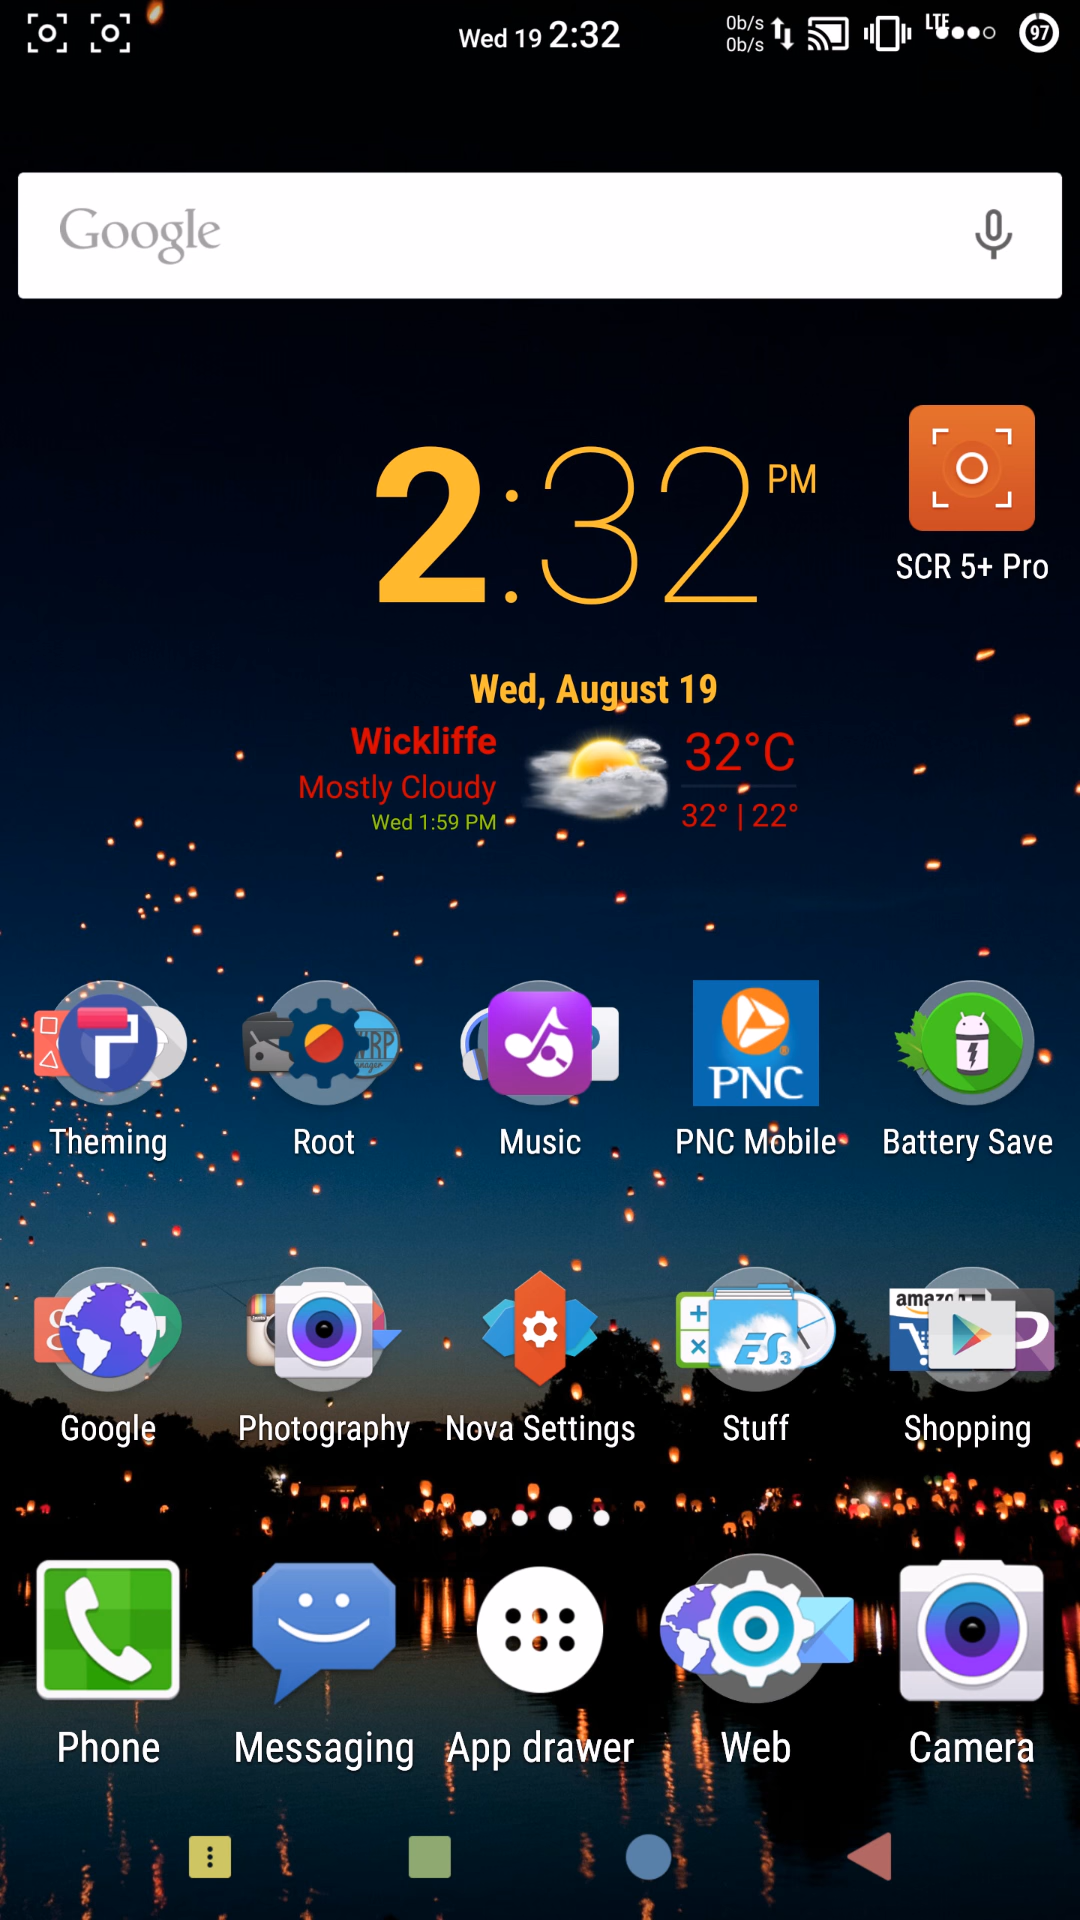 Wed 19 2:32
0b/s
0b/s
LTE
97
Google
2:32 PM
SCR 5+ Pro
Wed, August 19
Wickliffe
Mostly Cloudy
Wed 1:59 PM
32°C
32° | 22°
PNC
Theming
Root
Music
PNC Mobile
Battery Save
amazon
ES3
Google
Photography
Nova Settings
Stuff
Shopping
Phone
Messaging
App drawer
Web
Camera